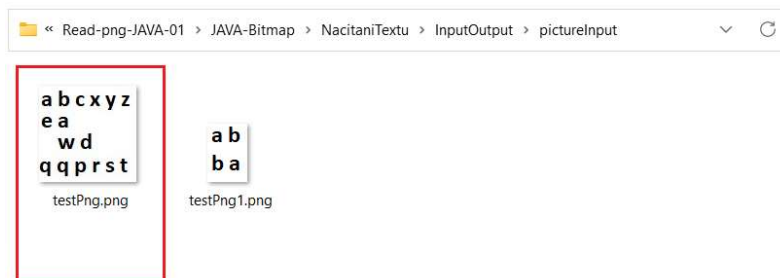 « Read-png-JAVA-01 > JAVA-Bitmap > NacitaniTextu > InputOutput > pictureInput
a b c x y z
e a
w d
q q p r s t
testPng.png
a b
b a
testPng1.png